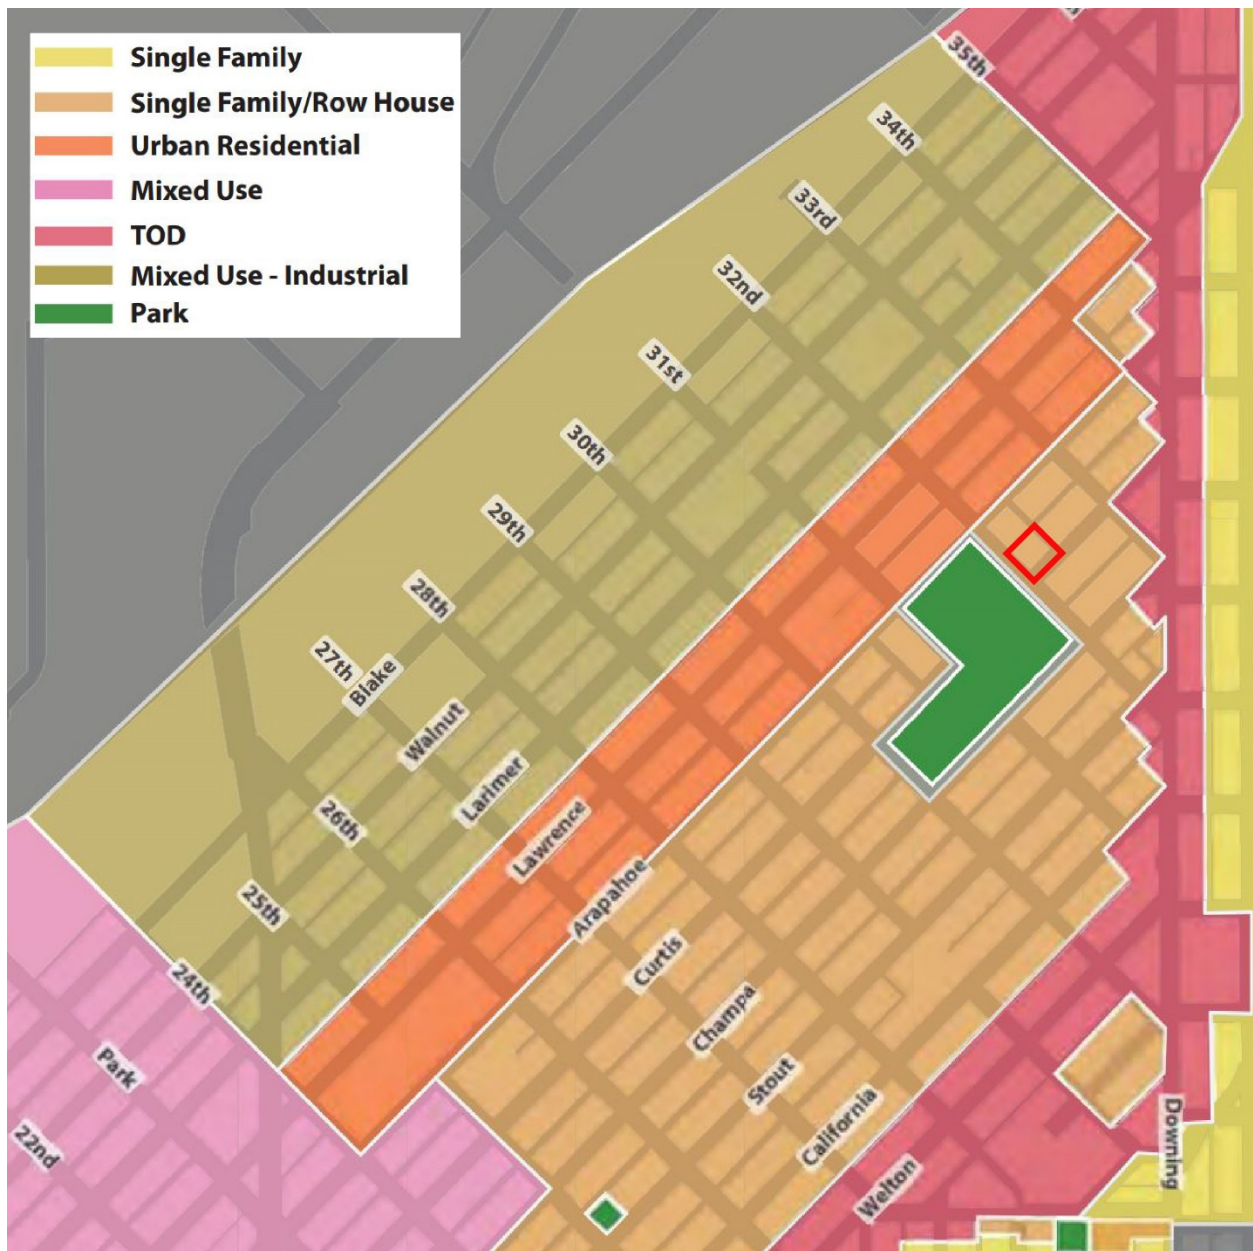 Single Family
Single Family/Row House
Urban Residential
Mixed Use
TOD
Mixed Use - Industrial
Park
35th
34th
33rd
32nd
31st
30th
29th
28th
27th
Blake
Walnut
Larimer
26th
Lawrence
Arapahoe
25th
Curtis
24th
Champa
Park
Stout
California
22nd
Welton
Downing